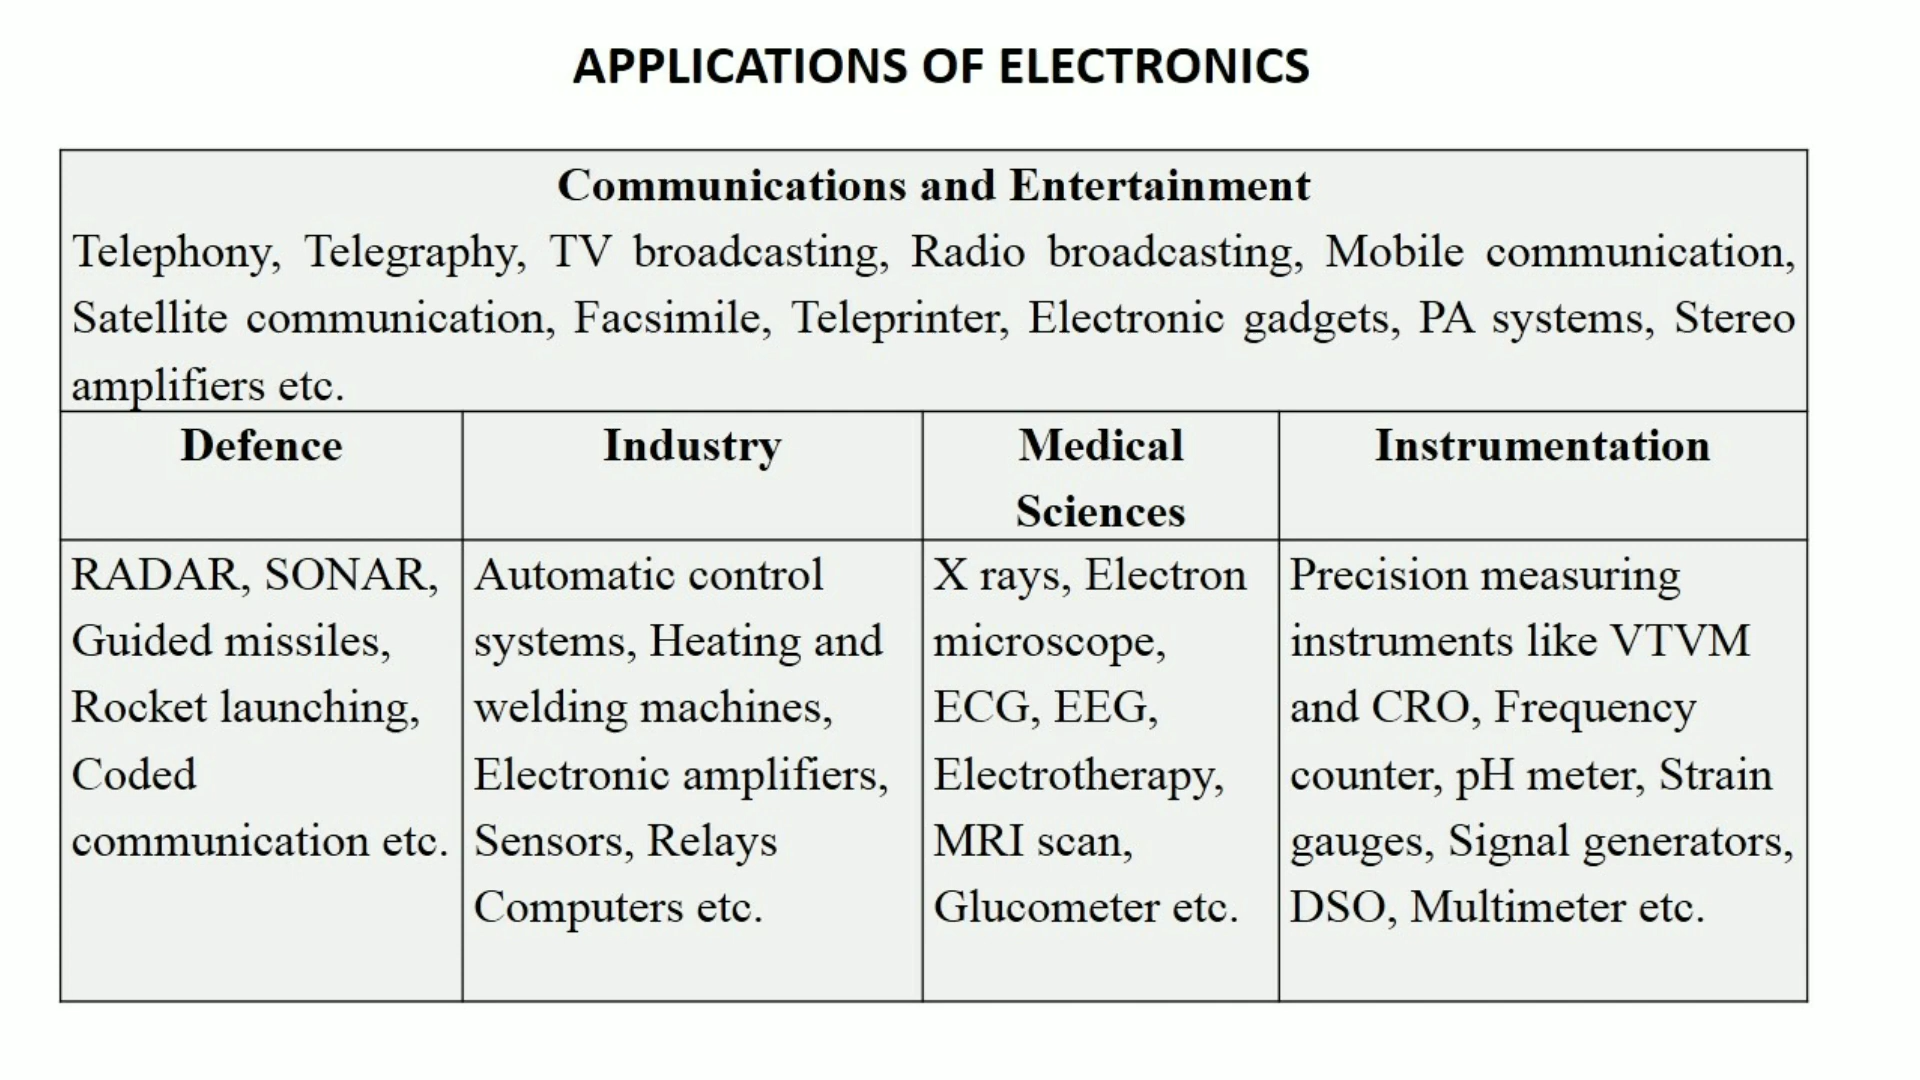 APPLICATIONS OF ELECTRONICS
Communications and Entertainment
Telephony, Telegraphy, TV broadcasting, Radio broadcasting, Mobile communication,
Satellite communication, Facsimile, Teleprinter, Electronic gadgets, PA systems, Stereo
amplifiers etc.
Defence
RADAR, SONAR,
Guided missiles,
Rocket launching,
Coded
communication etc.
Industry
Automatic control
systems, Heating and
welding machines,
Electronic amplifiers,
Sensors, Relays
Computers etc.
Medical
Sciences
X rays, Electron
microscope,
ECG, EEG,
Electrotherapy,
MRI scan,
Glucometer etc.
Instrumentation
Precision measuring
instruments like VTVM
and CRO, Frequency
counter, pH meter, Strain
gauges, Signal generators,
DSO, Multimeter etc.